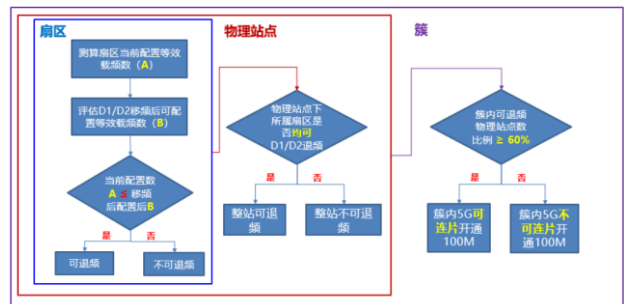 扇区
测算扇区当前配置等效
载频数（A）
评估D1/D2移频后可配
置等效载频数（B）
当前配置数
A ≤ 移频
后配置后B
是
否
可退频
不可退频
物理站点
物理站点下
所属扇区是
否均可
D1/D2退频
是
否
整站可退
频
整站不可退
频
簇
簇内可退频
物理站点数
比例 ≥ 60%
是
否
簇内5G可
连片开通
100M
簇内5G不
可连片开
通100M